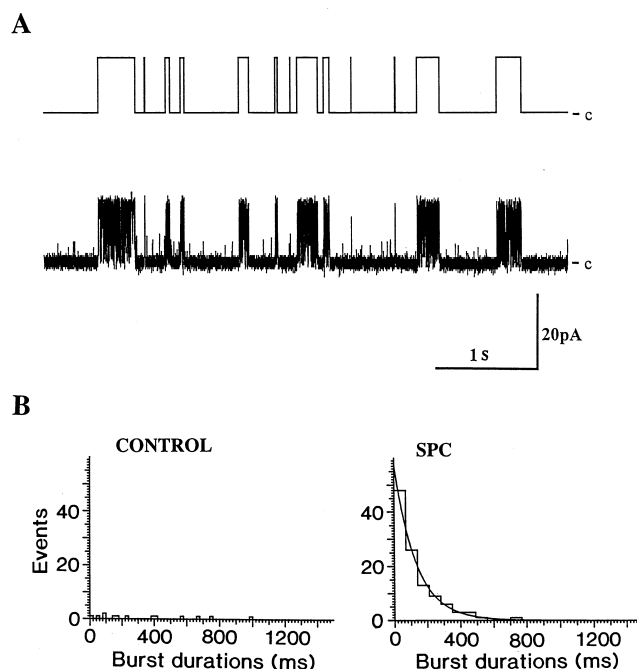 A
– c
– c
20pA
1 s
B
CONTROL
SPC
Events
40
20
0
0 400 800 1200
Burst durations (ms)
40
20
0
0 400 800 1200
Burst durations (ms)